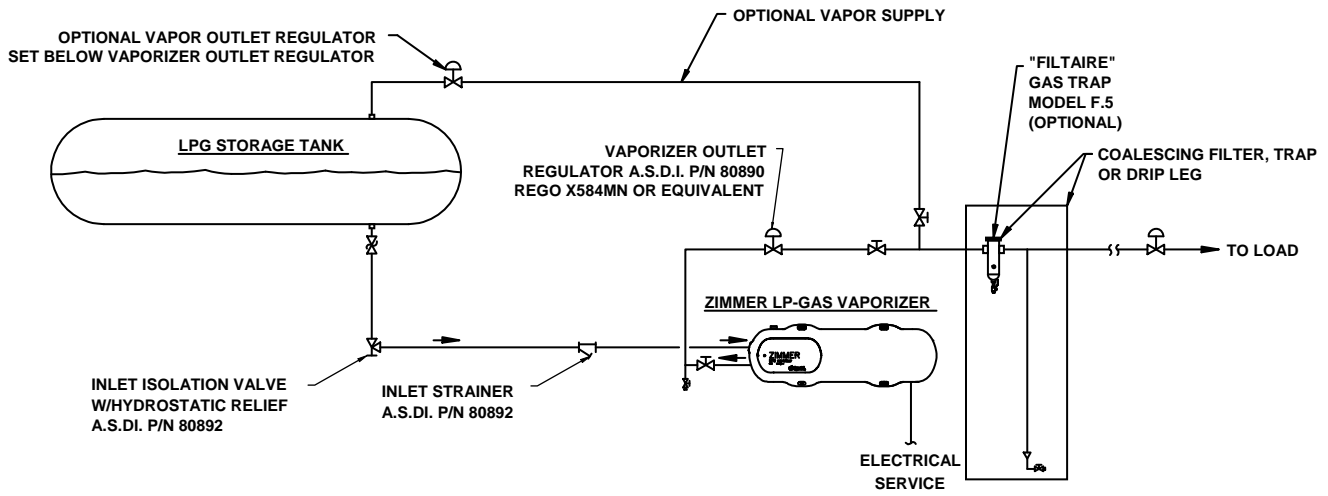 OPTIONAL VAPOR SUPPLY
OPTIONAL VAPOR OUTLET REGULATOR
SET BELOW VAPORIZER OUTLET REGULATOR
"FILTAIRE"
GAS TRAP
MODEL F.5
(OPTIONAL)
LPG STORAGE TANK
VAPORIZER OUTLET
REGULATOR A.S.D.I. P/N 80890
REGO X584MN OR EQUIVALENT
COALESCING FILTER, TRAP
OR DRIP LEG
TO LOAD
ZIMMER LP-GAS VAPORIZER
ZIMMER
INLET ISOLATION VALVE
W/HYDROSTATIC RELIEF
A.S.DI. P/N 80892
INLET STRAINER
A.S.DI. P/N 80892
ELECTRICAL
SERVICE